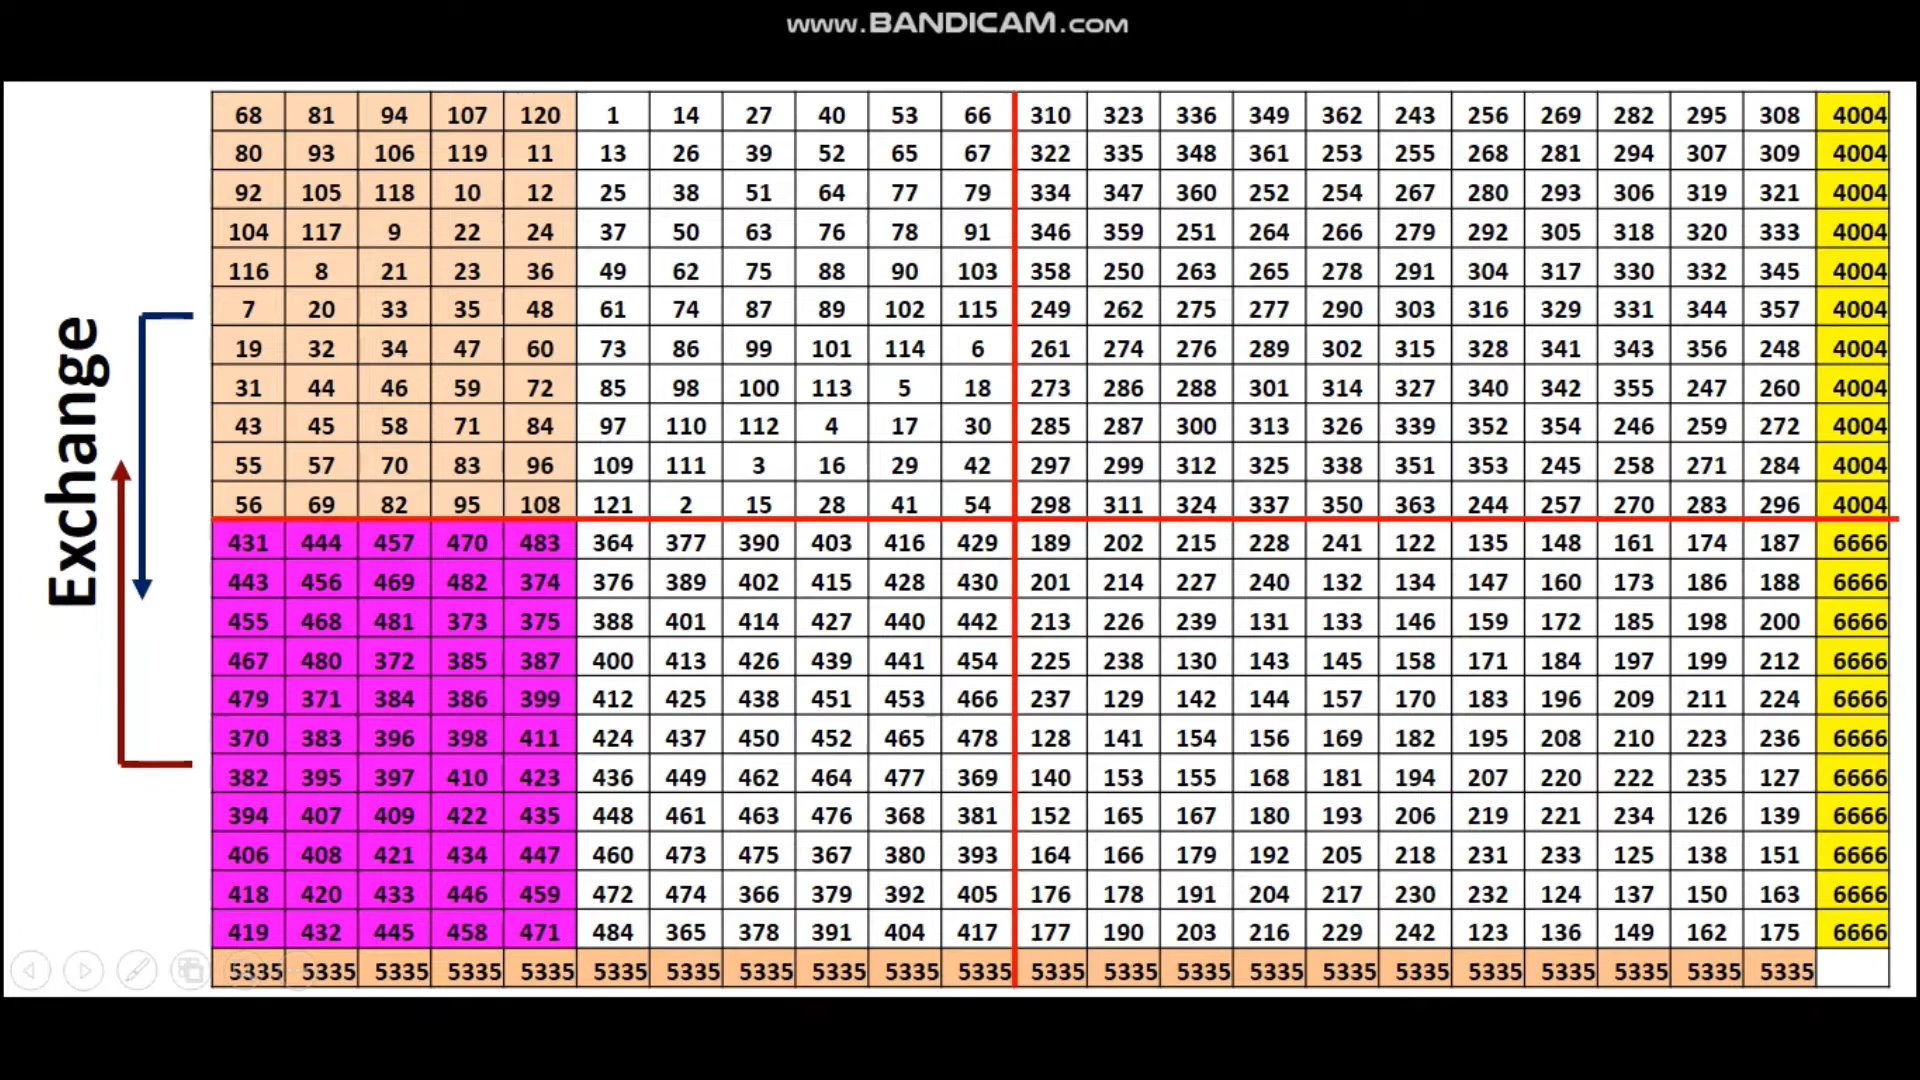 www.BANDICAM.com
68 81 94 107 120 1 14 27 40 53 66 310 323 336 349 362 243 256 269 282 295 308 4004
80 93 106 119 11 13 26 39 52 65 67 322 335 348 361 253 255 268 281 294 307 309 4004
92 105 118 10 12 25 38 51 64 77 79 334 347 360 252 254 267 280 293 306 319 321 4004
104 117 9 22 24 37 50 63 76 78 91 346 359 251 264 266 279 292 305 318 320 333 4004
116 8 21 23 36 49 62 75 88 90 103 358 250 263 265 278 291 304 317 330 332 345 4004
7 20 33 35 48 61 74 87 89 102 115 249 262 275 277 290 303 316 329 331 344 357 4004
19 32 34 47 60 73 86 99 101 114 6 261 274 276 289 302 315 328 341 343 356 248 4004
31 44 46 59 72 85 98 100 113 5 18 273 286 288 301 314 327 340 342 355 247 260 4004
43 45 58 71 84 97 110 112 4 17 30 285 287 300 313 326 339 352 354 246 259 272 4004
55 57 70 83 96 109 111 3 16 29 42 297 299 312 325 338 351 353 245 258 271 284 4004
56 69 82 95 108 121 2 15 28 41 54 298 311 324 337 350 363 244 257 270 283 296 4004
431 444 457 470 483 364 377 390 403 416 429 189 202 215 228 241 122 135 148 161 174 187 6666
443 456 469 482 374 376 389 402 415 428 430 201 214 227 240 132 134 147 160 173 186 188 6666
455 468 481 373 375 388 401 414 427 440 442 213 226 239 131 133 146 159 172 185 198 200 6666
467 480 372 385 387 400 413 426 439 441 454 225 238 130 143 145 158 171 184 197 199 212 6666
479 371 384 386 399 412 425 438 451 453 466 237 129 142 144 157 170 183 196 209 211 224 6666
370 383 396 398 411 424 437 450 452 465 478 128 141 154 156 169 182 195 208 210 223 236 6666
382 395 397 410 423 436 449 462 464 477 369 140 153 155 168 181 194 207 220 222 235 127 6666
394 407 409 422 435 448 461 463 476 368 381 152 165 167 180 193 206 219 221 234 126 139 6666
406 408 421 434 447 460 473 475 367 380 393 164 166 179 192 205 218 231 233 125 138 151 6666
418 420 433 446 459 472 474 366 379 392 405 176 178 191 204 217 230 232 124 137 150 163 6666
419 432 445 458 471 484 365 378 391 404 417 177 190 203 216 229 242 123 136 149 162 175 6666
5335 5335 5335 5335 5335 5335 5335 5335 5335 5335 5335 5335 5335 5335 5335 5335 5335 5335 5335 5335 5335 5335
Exchange